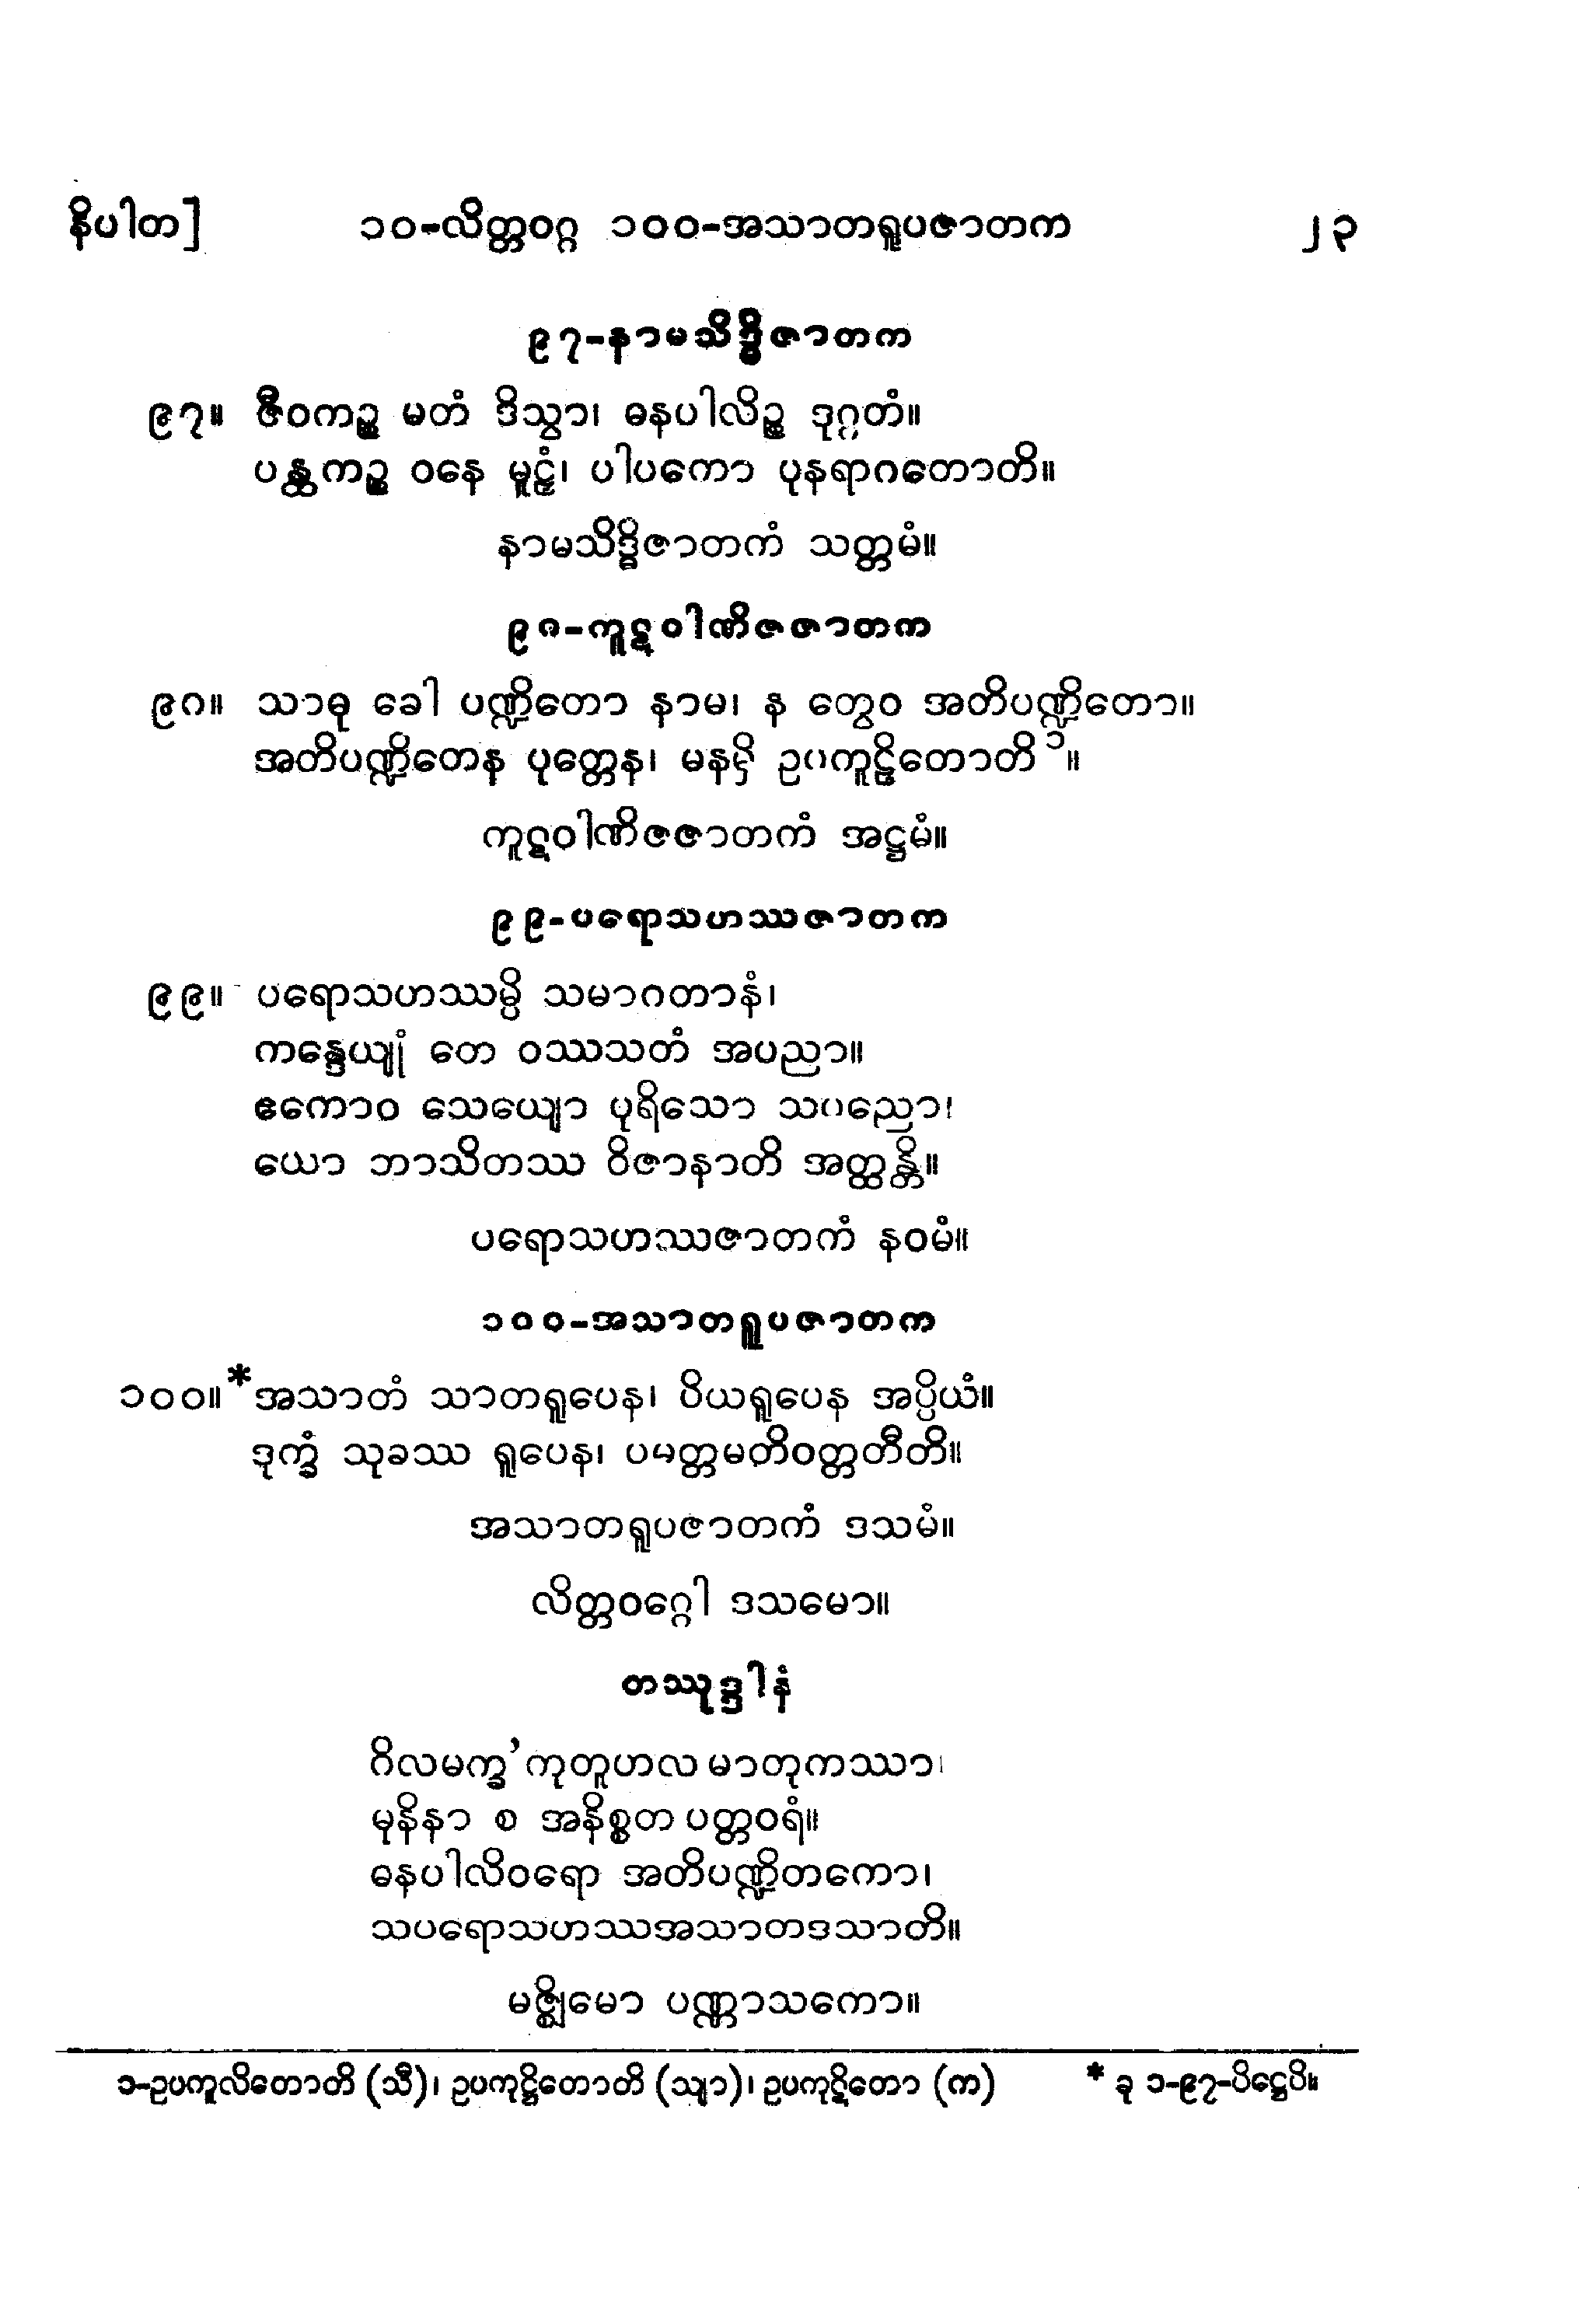 နိပါတ] ၁၀-လိတ္တဝဂ္ဂ ၁၀၀-အသာတရူပဇာတက ၂၃
၉၇-နာမသိဒ္ဓိဇာတက
၉၇။ ဇီဝကဉ္စ မတံ ဒိသွာ၊ ဓနပါလိဉ္စ ဒုဂ္ဂတံ။
ပန္ထကဉ္စ ဝနေ မူဠှံ၊ ပါပကော ပုနရာဂတောတိ။
နာမသိဒ္ဓိဇာတကံ သတ္တမံ။
၉၈-ကူဋဝါဏိဇဇာတက
၉၈။ သာဓု ခေါ ပဏ္ဍိတော နာမ၊ န တွေဝ အတိပဏ္ဍိတော။
အတိပဏ္ဍိတေန ပုတ္တေန၊ မနမှိ ဥပကူဠိတောတိ ၁။
ကူဋဝါဏိဇဇာတကံ အဋ္ဌမံ။
၉၉-ပရောသဟဿဇာတက
၉၉။ ပရောသဟဿမ္ပိ သမာဂတာနံ၊
ကန္ဒေယျုံ တေ ဝဿသတံ အပညာ။
ဧကောဝ သေယျော ပုရိသော သပညော၊
ယော ဘာသိတဿ ဝိဇာနာတိ အတ္ထန္တိ။
ပရောသဟဿဇာတကံ နဝမံ။
၁၀၀-အသာတရူပဇာတက
၁၀၀။ * အသာတံ သာတရူပေန၊ ပိယရူပေန အပ္ပိယံ။
ဒုက္ခံ သုခဿ ရူပေန၊ ပမတ္တမတိဝတ္တတီတိ။
အသာတရူပဇာတကံ ဒသမံ။
လိတ္တဝဂ္ဂေါ ဒသမော။
တဿုဒ္ဒါနံ
ဂိလမက္ခ’ကုတူဟလ မာတုကဿာ၊
မုနိနာ စ အနိစ္စတ ပတ္တဝရံ။
ဓနပါလိဝရော အတိပဏ္ဍိတကော၊
သပရောသဟဿအသာတဒသာတိ။
မဇ္ဈိမော ပဏ္ဏာသကော။
၁-ဥပကူလိတောတိ (သီ)၊ ဥပကုဋ္ဌိတောတိ (သျာ)၊ ဥပကုဋိတော (က) * ခု ၁-၉၇-ပိဋ္ဌေပိ။